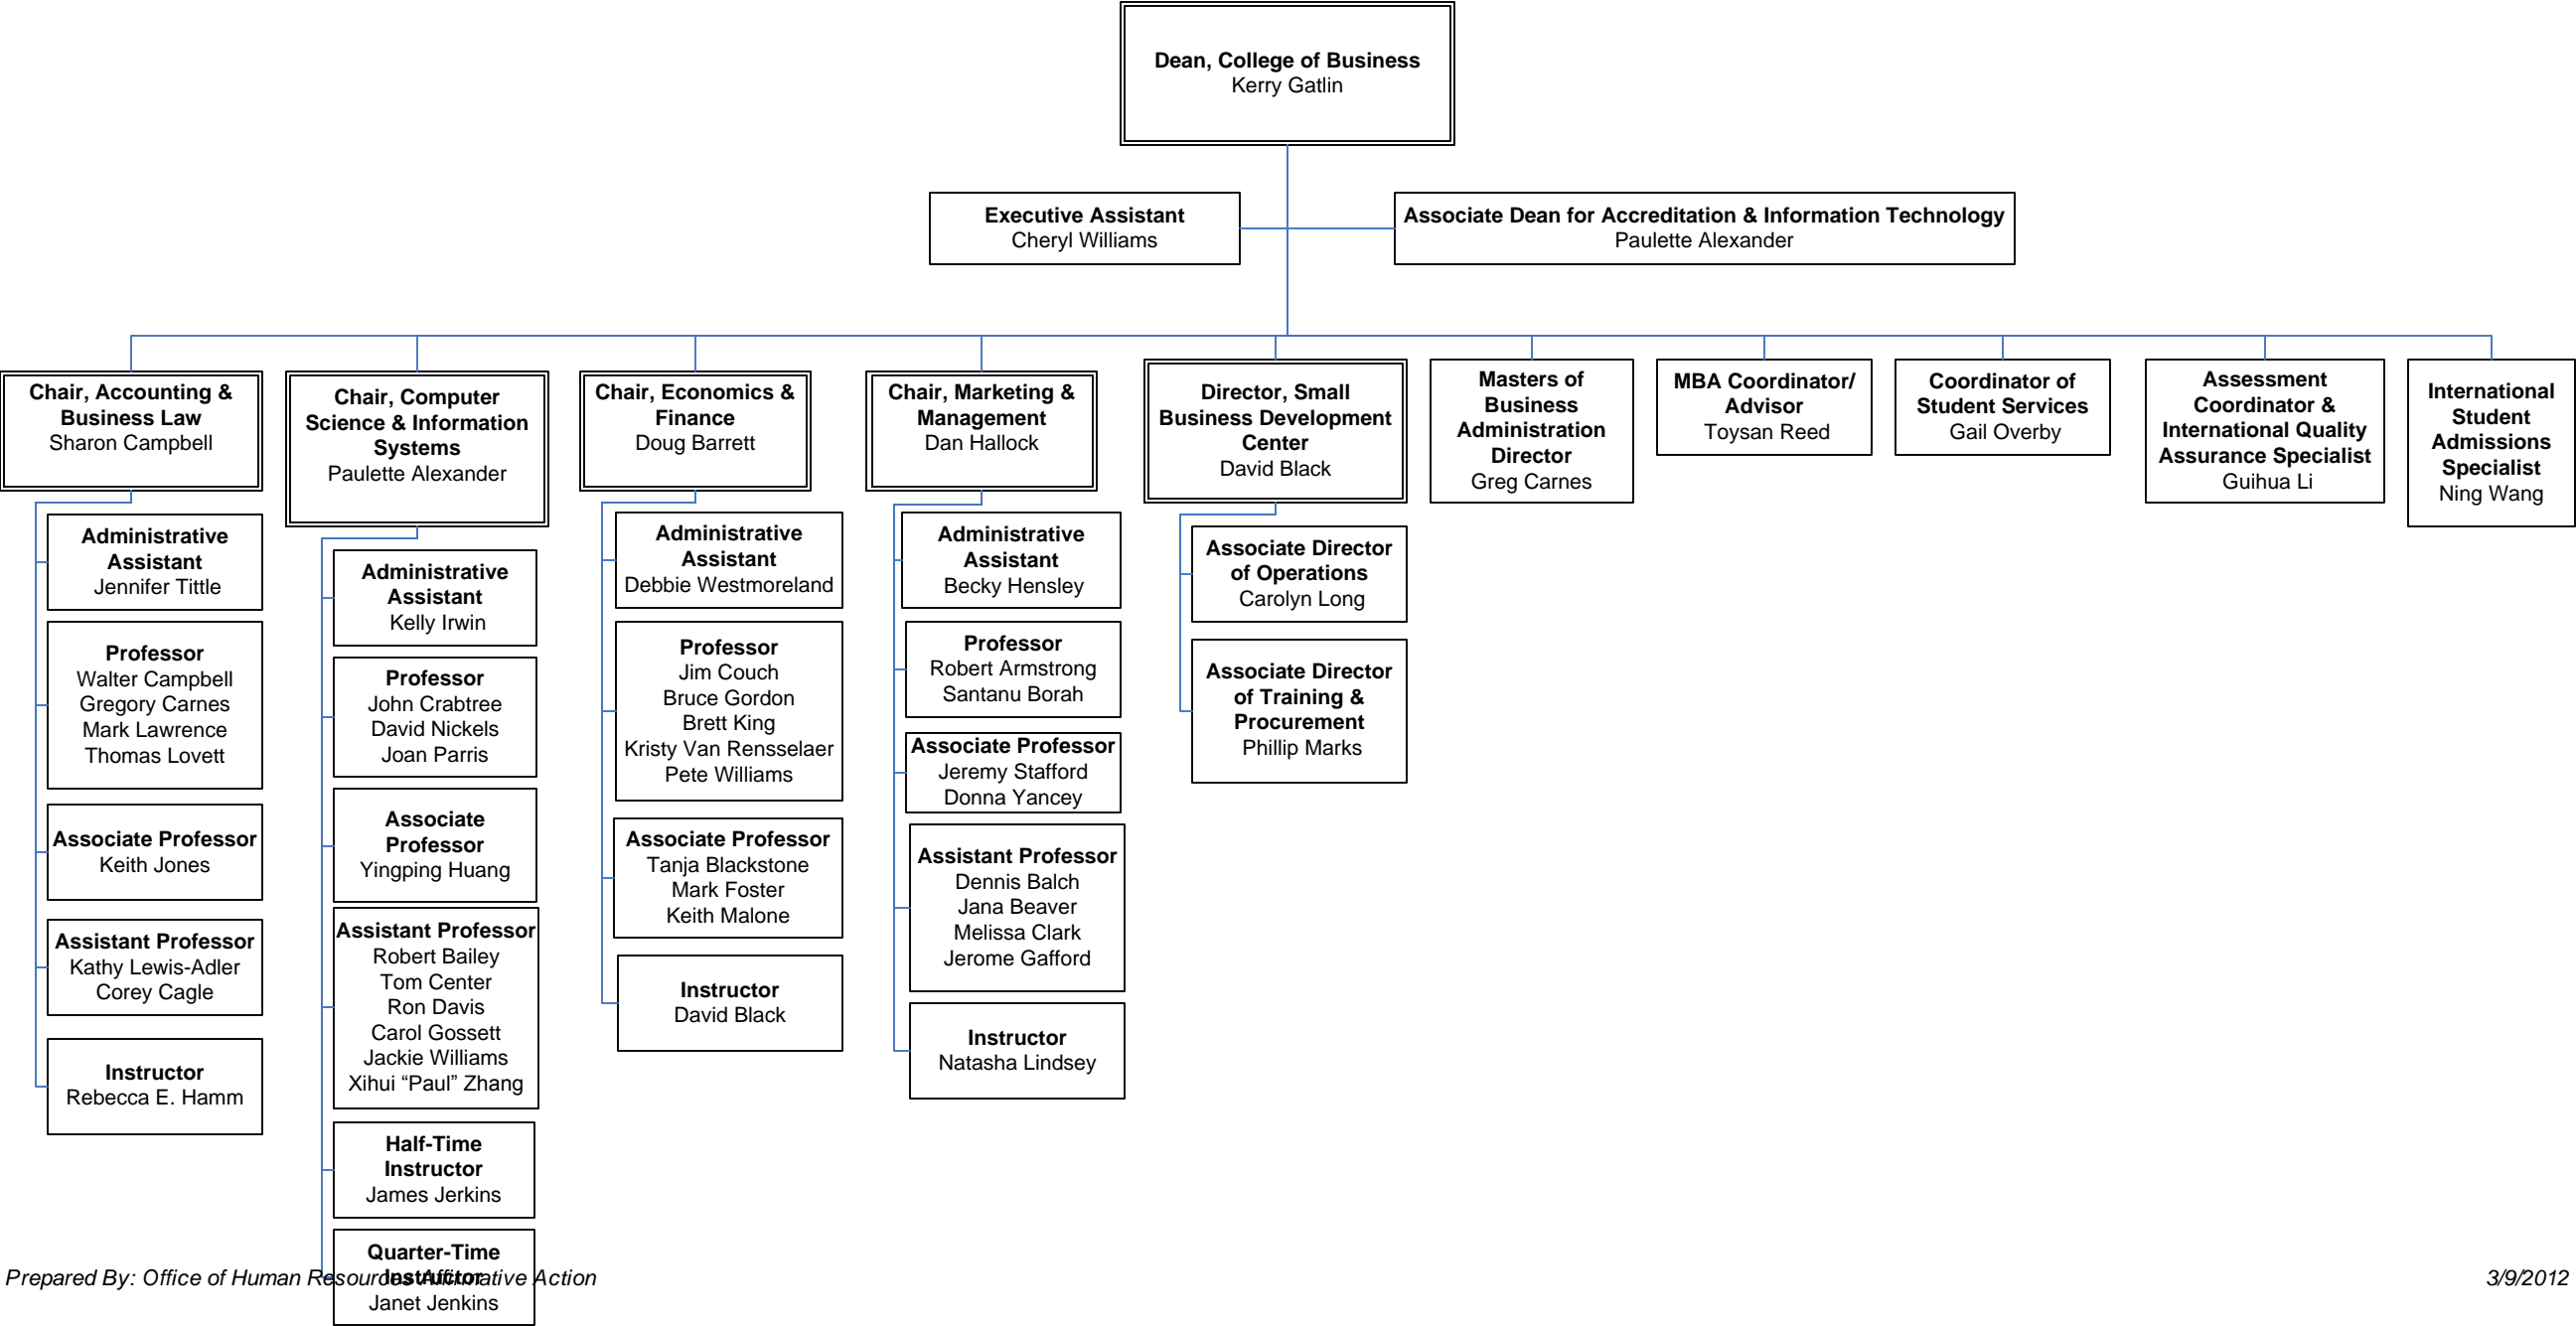 Dean, College of Business
Kerry Gatlin
Executive Assistant
Cheryl Williams
Associate Dean for Accreditation & Information Technology
Paulette Alexander
Chair, Accounting &
Business Law
Sharon Campbell
Administrative
Assistant
Jennifer Tittle
Professor
Walter Campbell
Gregory Carnes
Mark Lawrence
Thomas Lovett
Associate Professor
Keith Jones
Assistant Professor
Kathy Lewis-Adler
Corey Cagle
Instructor
Rebecca E. Hamm
Chair, Computer
Science & Information
Systems
Paulette Alexander
Administrative
Assistant
Kelly Irwin
Professor
John Crabtree
David Nickels
Joan Parris
Associate
Professor
Yingping Huang
Assistant Professor
Robert Bailey
Tom Center
Ron Davis
Carol Gossett
Jackie Williams
Xihui “Paul” Zhang
Half-Time
Instructor
James Jerkins
Quarter-Time
Instructor
Janet Jenkins
Chair, Economics &
Finance
Doug Barrett
Administrative
Assistant
Debbie Westmoreland
Professor
Jim Couch
Bruce Gordon
Brett King
Kristy Van Rensselaer
Pete Williams
Associate Professor
Tanja Blackstone
Mark Foster
Keith Malone
Instructor
David Black
Chair, Marketing &
Management
Dan Hallock
Administrative
Assistant
Becky Hensley
Professor
Robert Armstrong
Santanu Borah
Associate Professor
Jeremy Stafford
Donna Yancey
Assistant Professor
Dennis Balch
Jana Beaver
Melissa Clark
Jerome Gafford
Instructor
Natasha Lindsey
Director, Small
Business Development
Center
David Black
Associate Director
of Operations
Carolyn Long
Associate Director
of Training &
Procurement
Phillip Marks
Masters of
Business
Administration
Director
Greg Carnes
MBA Coordinator/
Advisor
Toysan Reed
Coordinator of
Student Services
Gail Overby
Assessment
Coordinator &
International Quality
Assurance Specialist
Guihua Li
International
Student
Admissions
Specialist
Ning Wang
Prepared By: Office of Human Resources Affirmative Action
3/9/2012